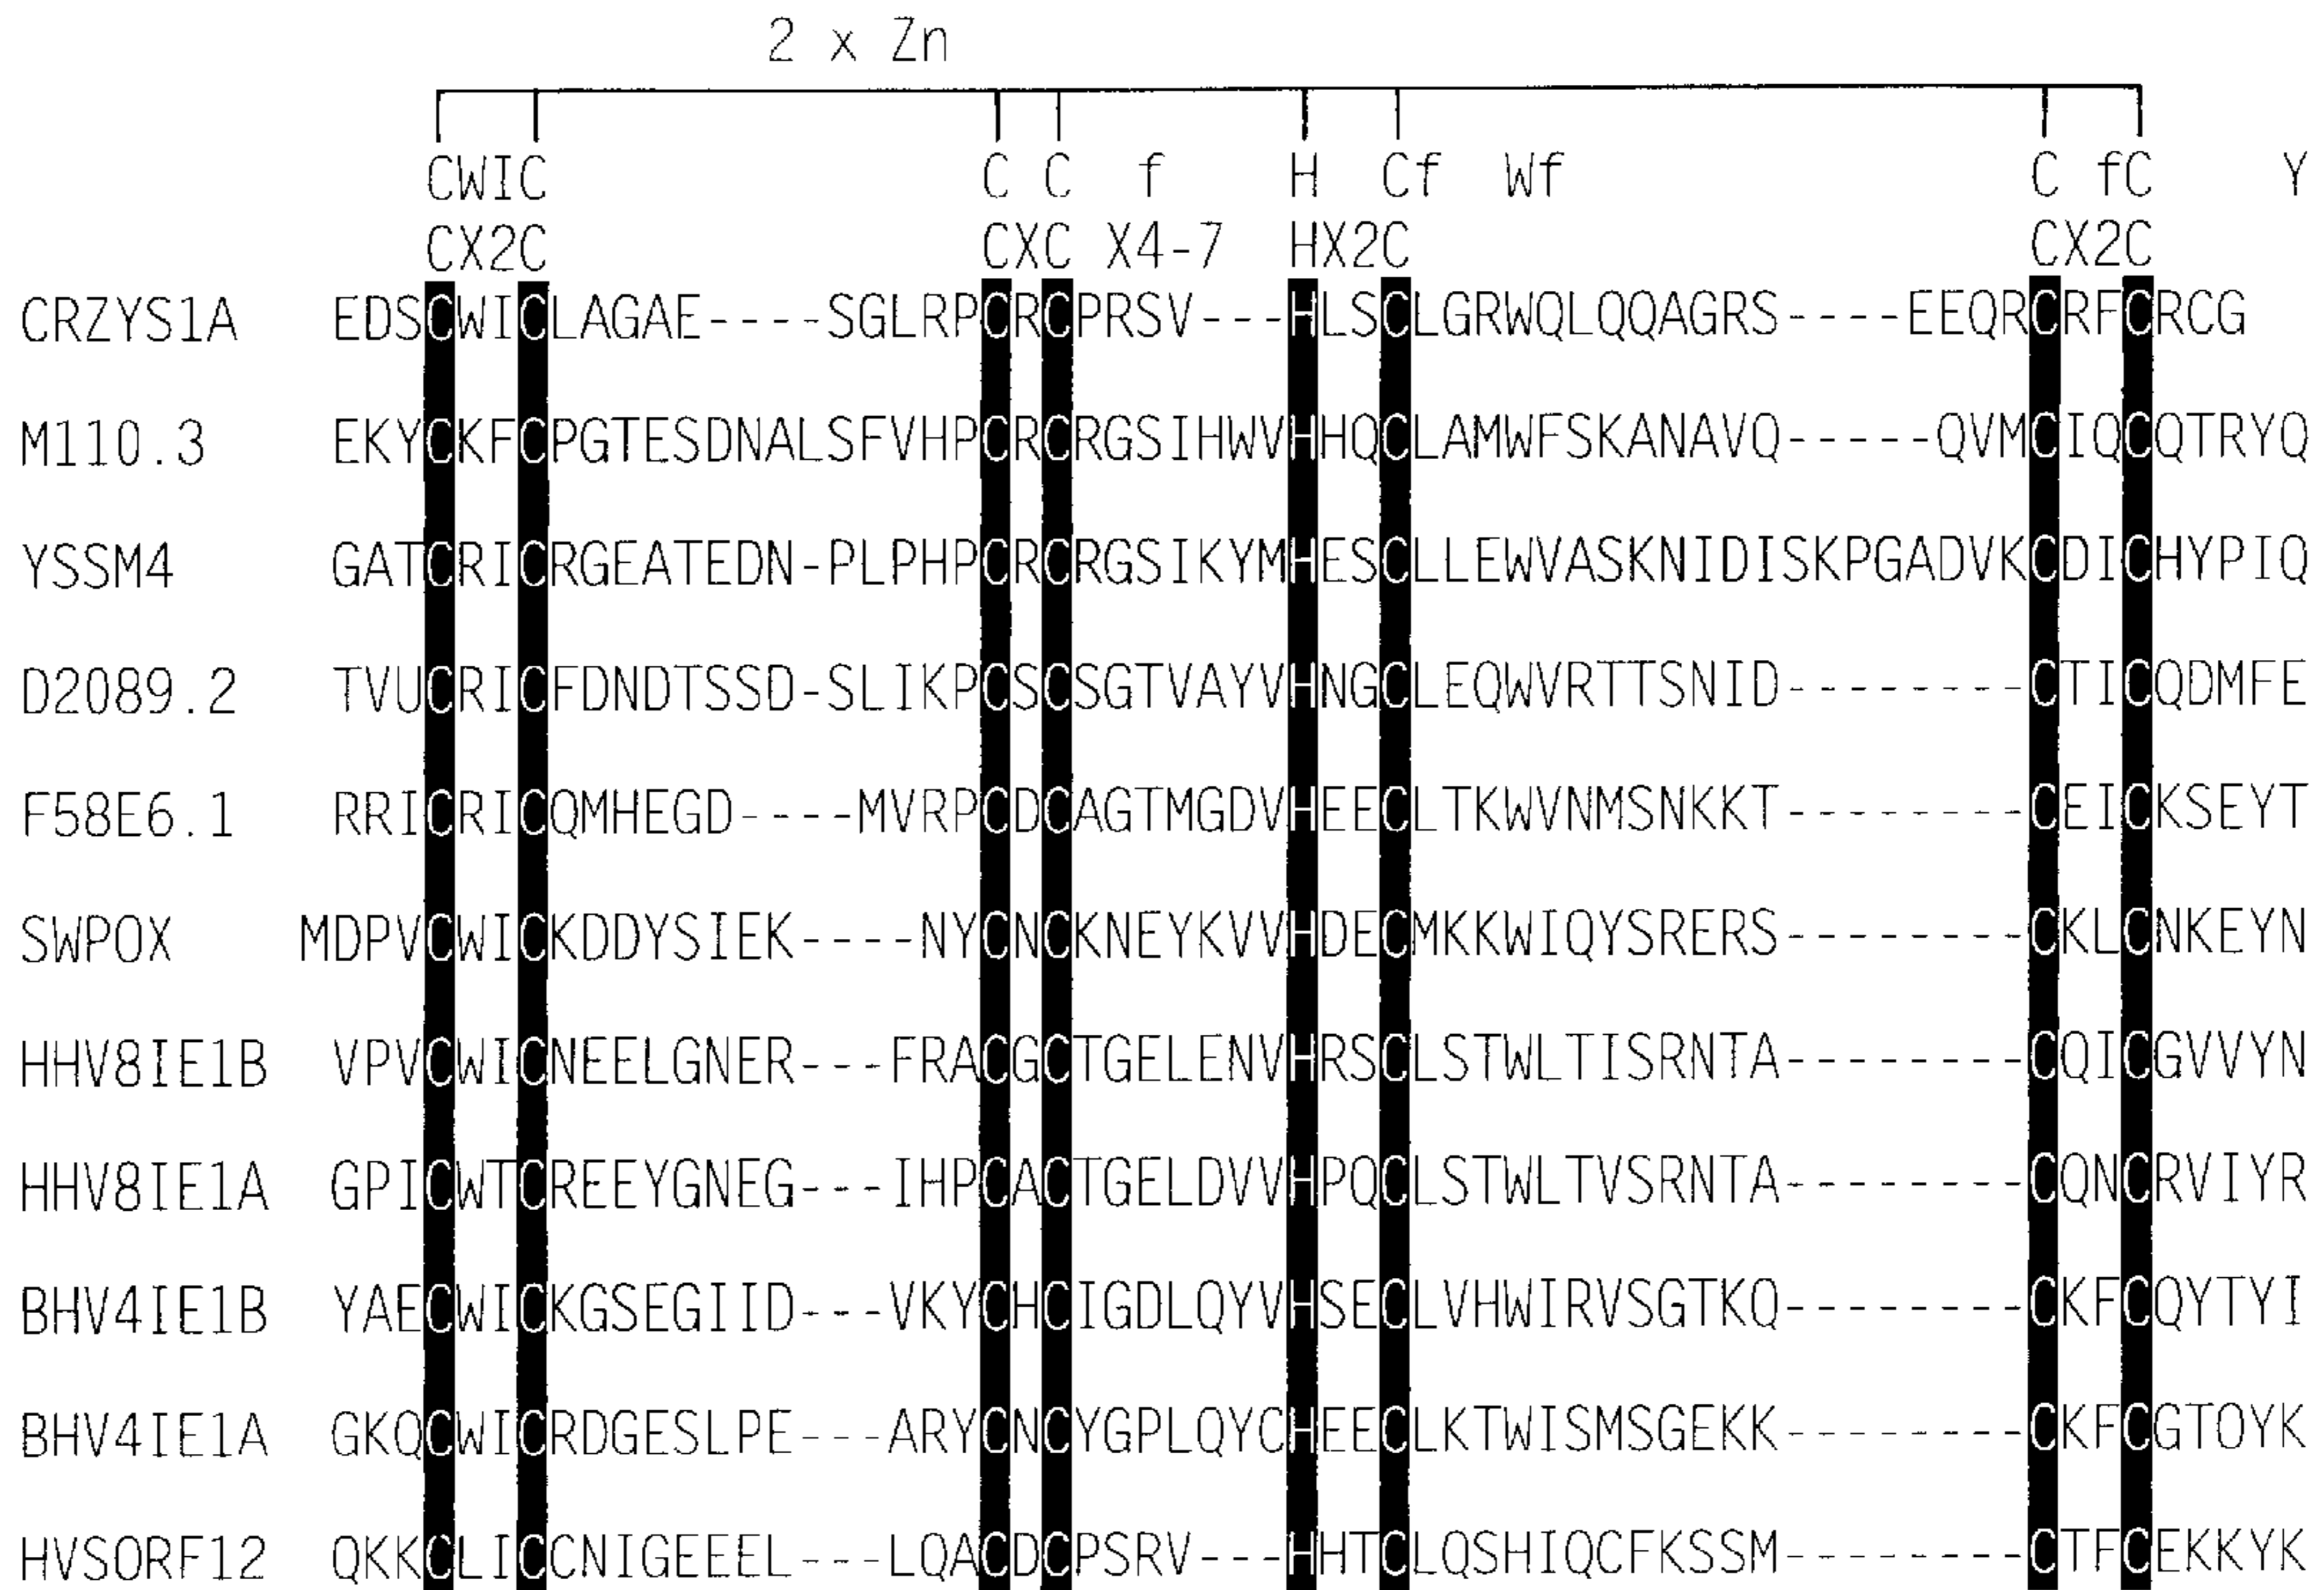 2 x Zn
CWIC C C f H Cf Wf C fC Y
CX2C CXC X4-7 HX2C CX2C
CRZYS1A EDSCWICLAGAE----SGLRPCRCPRSV---HLSCLGRWQLQQAGRS----EEQRCRFCRCG
M110.3 EKYCKFCPGTESDNALSFVHPCRCRGSIHWVHHQCLAMWFSKANAVQ-----QVMCIQCQTRYQ
YSSM4 GATCRICRGEATEDN-PLPHPCRCRGSIKYMHESCLLEWVASKNIDISKPGADVKCDICHYPIQ
D2089.2 TVUCRICFDNDTSSD-SLIKPCSCSGTVAYVHNGCLEQWVRTTSNID--------CTICQDMFE
F58E6.1 RRICRICQMHEGD----MVRPCDCAGTMGDVHEECLTKWVNMSNKKT--------CEICKSEYT
SWPOX MDPVCWICKDDYSIEK----NYCNCKNEYKVVHDECMKKWIQYSRERS--------CKLCNKEYN
HHV8IE1B VPVCWICNEELGNER---FRACGCTGELENVHRSCLSTWLTISRNTA--------CQICGVVYN
HHV8IE1A GPICWTCREEYGNEG---IHPCACTGELDVVHPQCLSTWLTVSRNTA--------CQNCRVIYR
BHV4IE1B YAECWICKGSEGIID---VKYCHCIGDLQYVHSECLVHWIRVSGTKQ--------CKFCQYTYI
BHV4IE1A GKQCWICRDGESLPE---ARYCNCYGPLQYCHEECLKTWISMSGEKK--------CKFCGTOYK
HVSORF12 QKKCLICCNIGEEEL---LQACDCPSRV---HHTCLQSHIQCFKSSM--------CTFCEKKYK